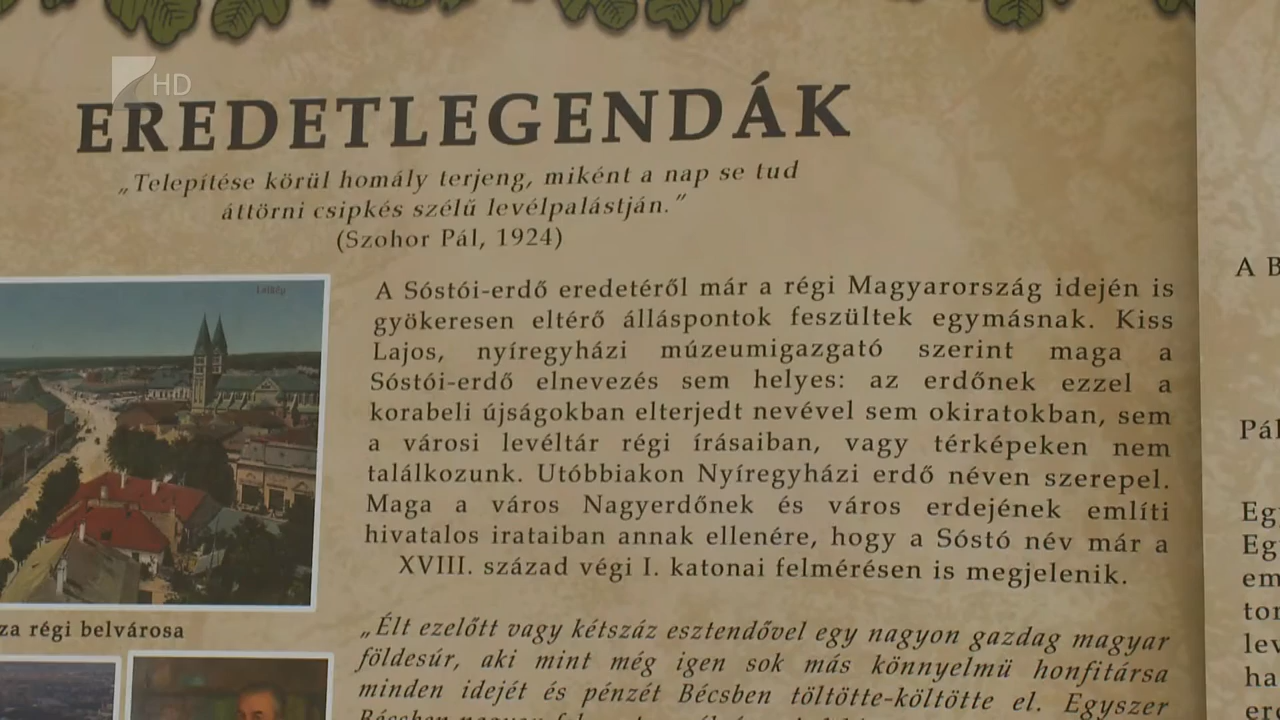 HD
EREDETLEGENDÁK
„Telepítése körül homály terjeng, miként a nap se tud
áttörni csipkés szélű levélpalástján.”
(Szohor Pál, 1924)
Látkép
A Sóstói-erdő eredetéről már a régi Magyarország idején is
gyökeresen eltérő álláspontok feszültek egymásnak. Kiss
Lajos, nyíregyházi múzeumigazgató szerint maga a
Sóstói-erdő elnevezés sem helyes: az erdőnek ezzel a
korabeli újságokban elterjedt nevével sem okiratokban, sem
a városi levéltár régi írásaiban, vagy térképeken nem
találkozunk. Utóbbiakon Nyíregyházi erdő néven szerepel.
Maga a város Nagyerdőnek és város erdejének említi
hivatalos irataiban annak ellenére, hogy a Sóstó név már a
XVIII. század végi I. katonai felmérésen is megjelenik.
za régi belvárosa
„Élt ezelőtt vagy kétszáz esztendővel egy nagyon gazdag magyar
földesúr, aki mint még igen sok más könnyelmü honfitársa
minden idejét és pénzét Bécsben töltötte-költötte el. Egyszer
A B
Pál
Egy
Egy
em
tor
lev
ha
ero